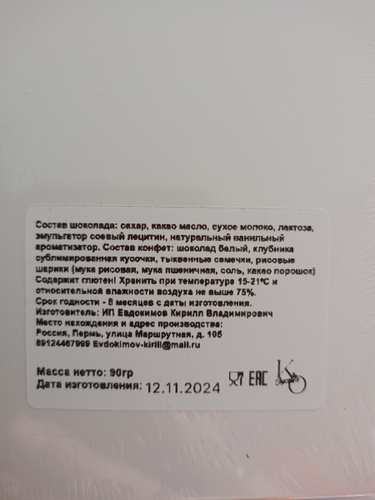 Состав шоколада: сахар, какао масло, сухое молоко, лактоза,
эмульгатор соевый лецитин, натуральный ванильный
ароматизатор. Состав конфет: шоколад белый, клубника
сублимированная кусочки, тыквенные семечки, рисовые
шарики (мука рисовая, мука пшеничная, соль, какао порошок)
Содержит глютен! Хранить при температуре 15-21°С и
относительной влажности воздуха не выше 75%.
Срок годности - 8 месяцев с даты изготовления.
Изготовитель: ИП Евдокимов Кирилл Владимирович
Место нахождения и адрес производства:
Россия, Пермь, улица Маршрутная, д. 10б
89124467999 Evdokimov-kirill@mail.ru
Масса нетто: 90гр
Дата изготовления: 12.11.2024 EAC